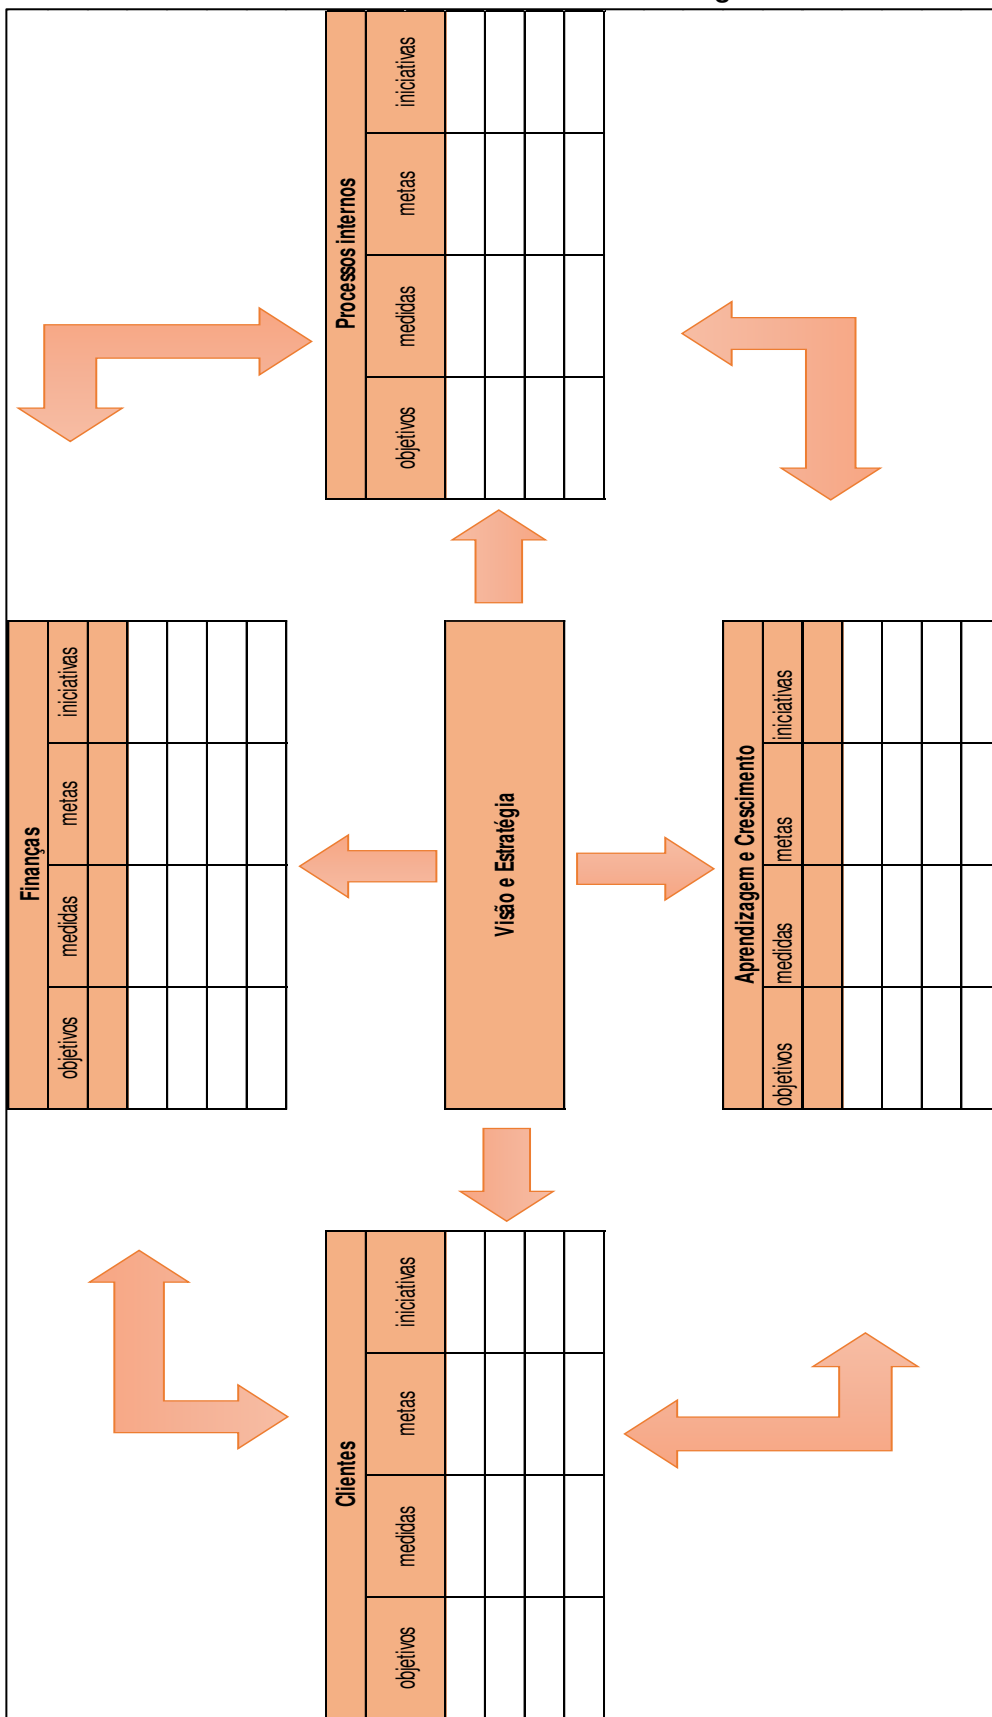 Finanças
objetivos medidas metas iniciativas
Clientes
objetivos medidas metas iniciativas
Processos internos
objetivos medidas metas iniciativas
Visão e Estratégia
Aprendizagem e Crescimento
objetivos medidas metas iniciativas